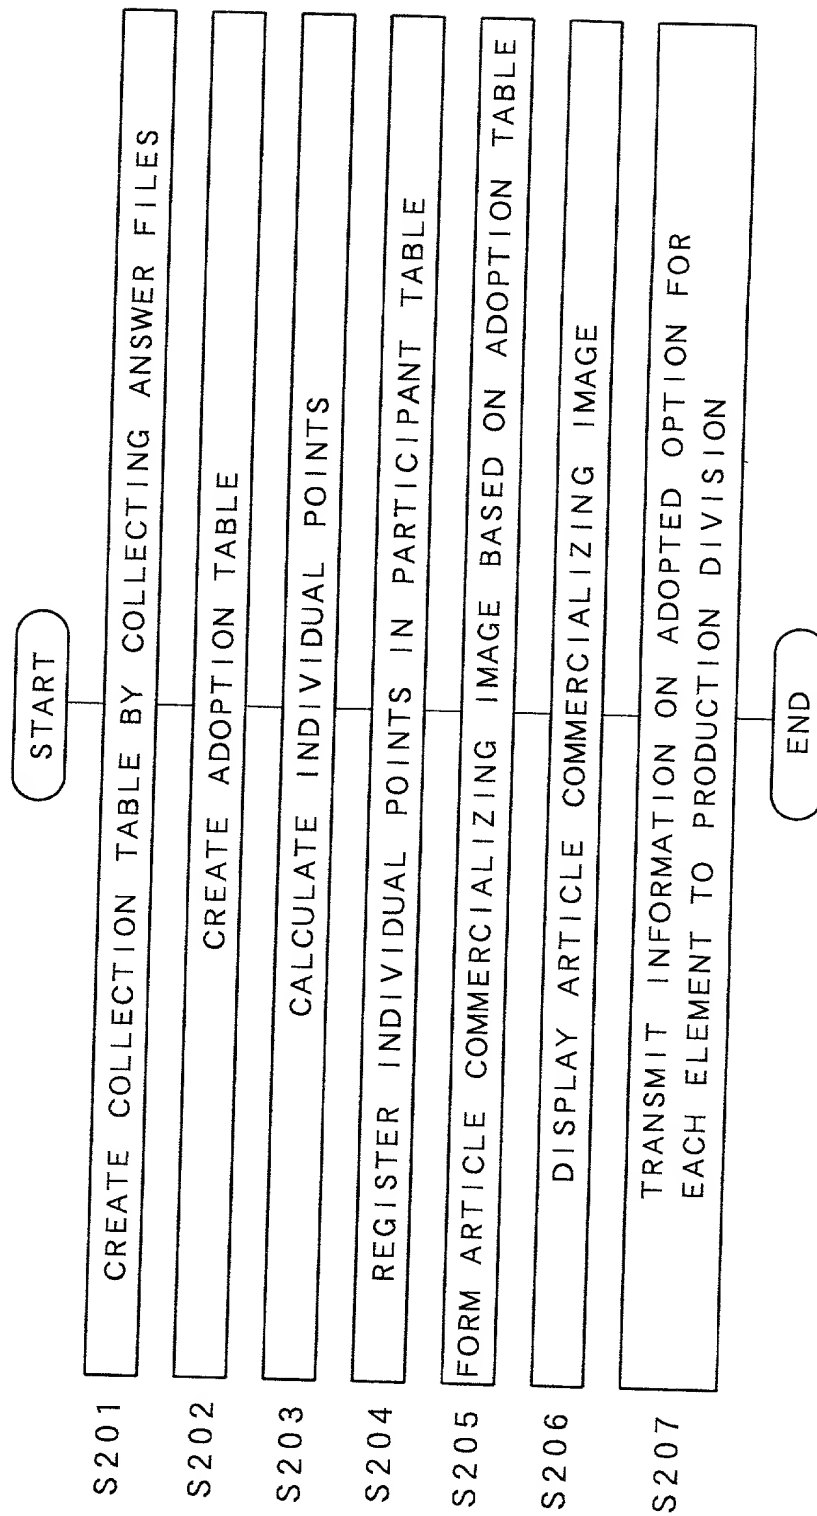 START
S201 CREATE COLLECTION TABLE BY COLLECTING ANSWER FILES
S202 CREATE ADOPTION TABLE
S203 CALCULATE INDIVIDUAL POINTS
S204 REGISTER INDIVIDUAL POINTS IN PARTICIPANT TABLE
S205 FORM ARTICLE COMMERCIALIZING IMAGE BASED ON ADOPTION TABLE
S206 DISPLAY ARTICLE COMMERCIALIZING IMAGE
S207 TRANSMIT INFORMATION ON ADOPTED OPTION FOR
EACH ELEMENT TO PRODUCTION DIVISION
END